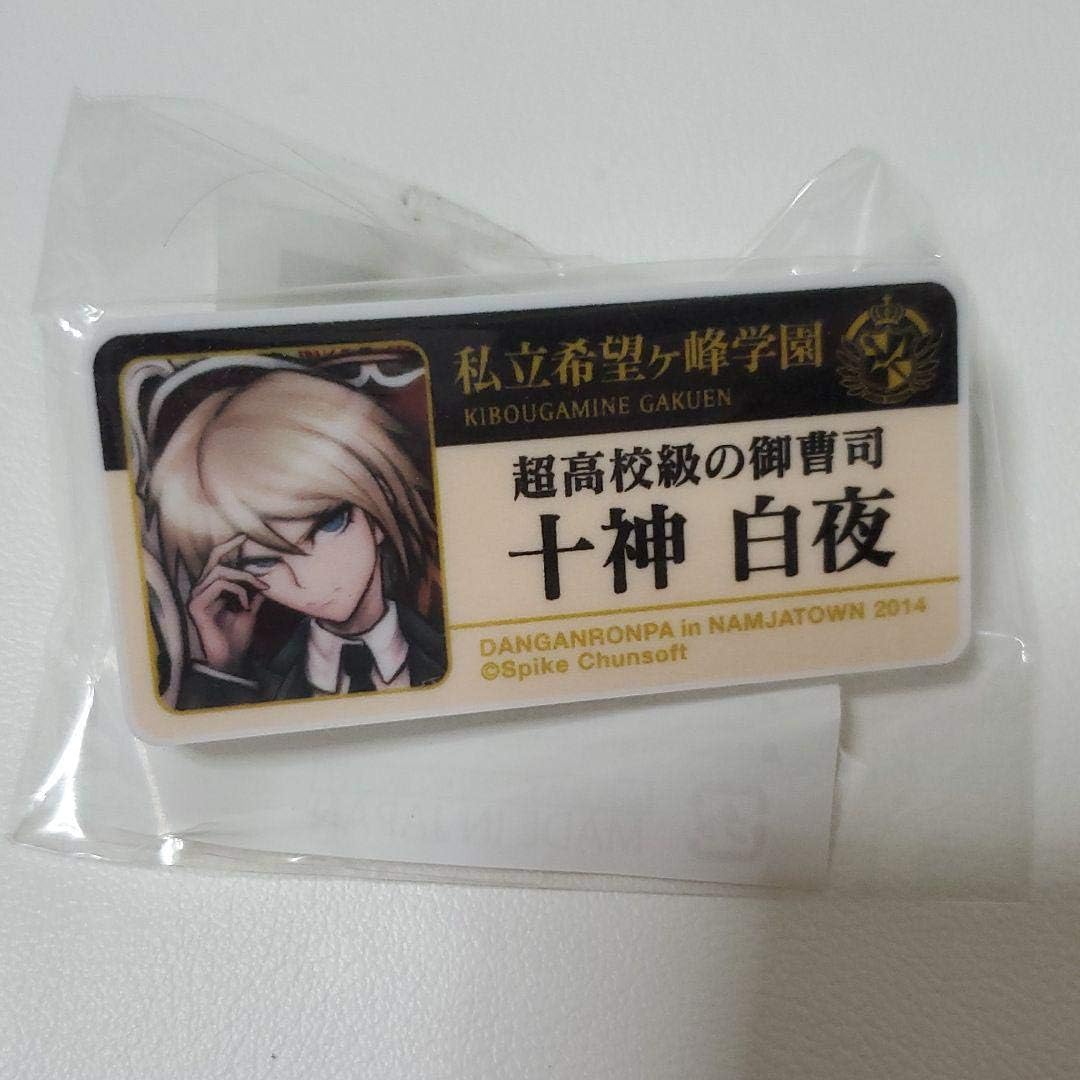 私立希望ヶ峰学園
KIBOUGAMINE GAKUEN
超高校級の御曹司
十神 白夜
DANGANRONPA in NAMJATOWN 2014
©Spike Chunsoft